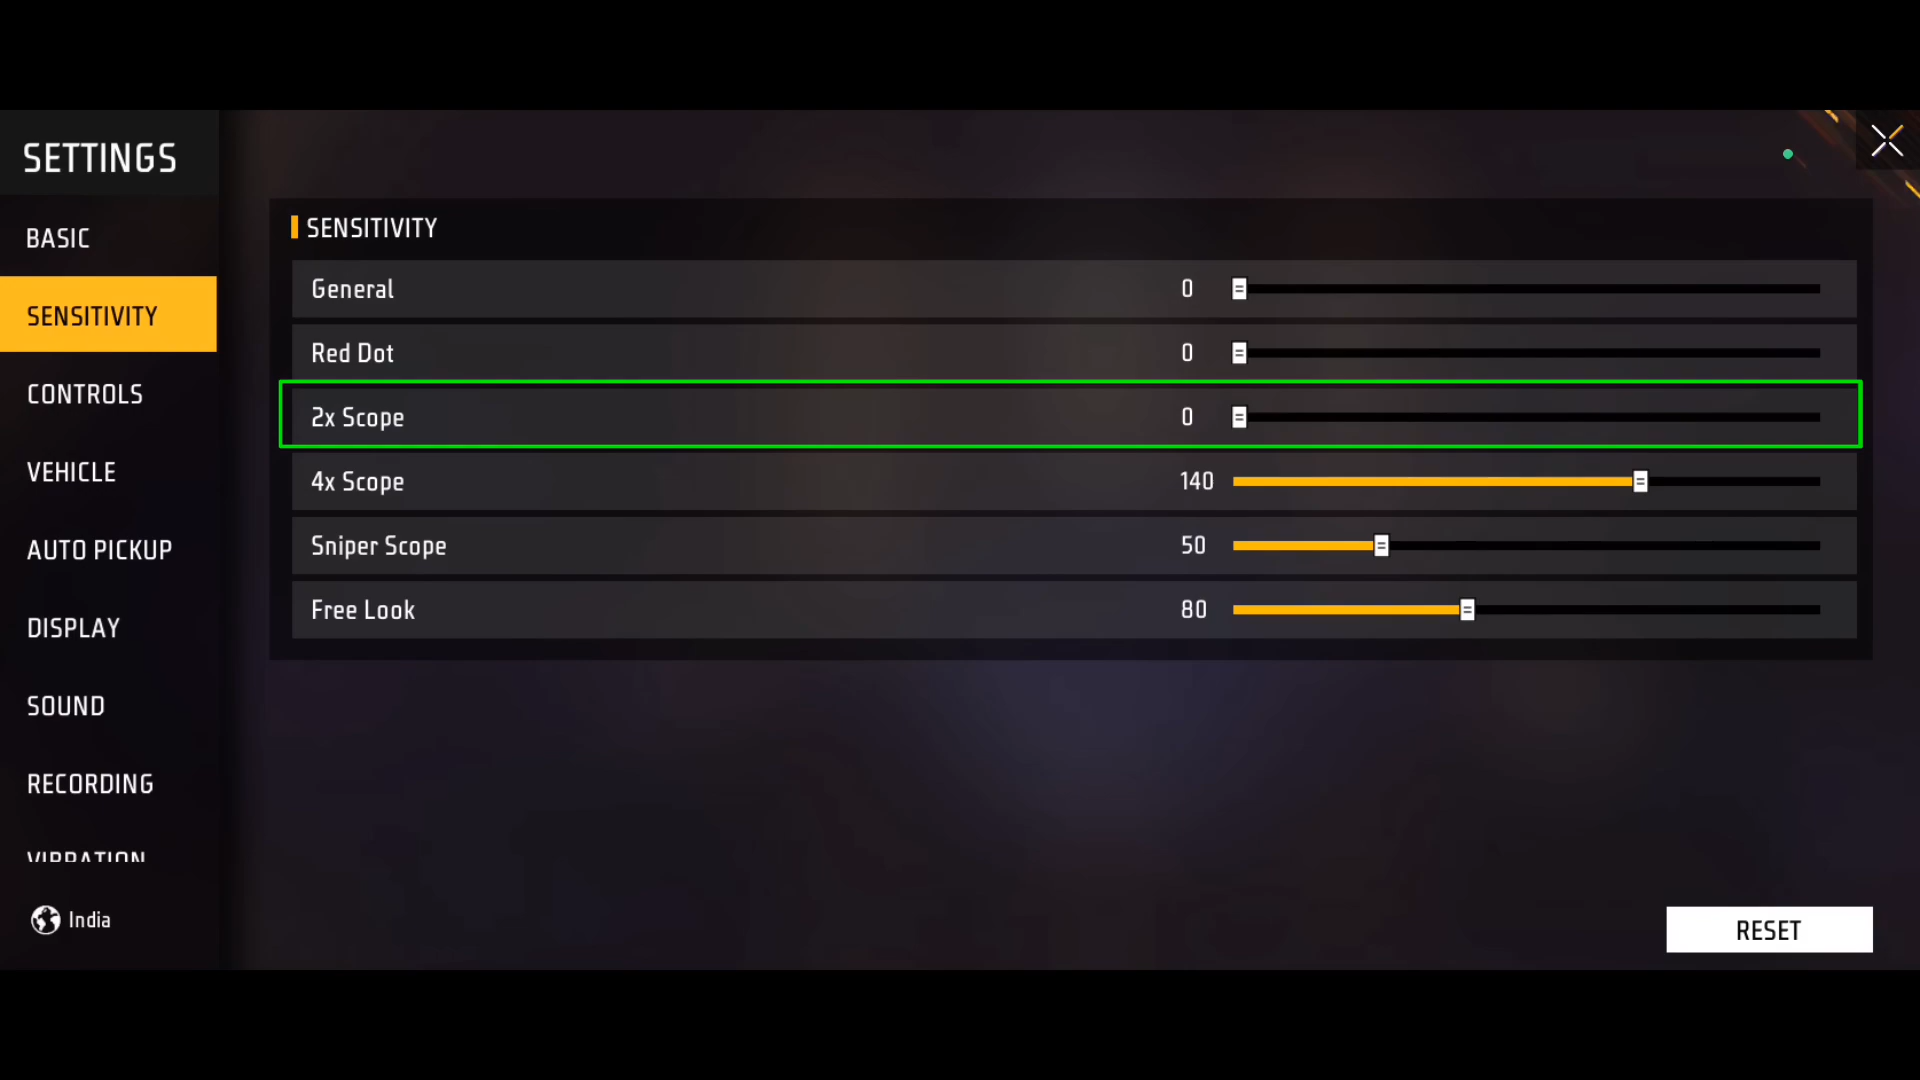 SETTINGS
BASIC
SENSITIVITY
CONTROLS
VEHICLE
AUTO PICKUP
DISPLAY
SOUND
RECORDING
VIBRATION
India
SENSITIVITY
General 0
Red Dot 0
2x Scope 0
4x Scope 140
Sniper Scope 50
Free Look 80
RESET